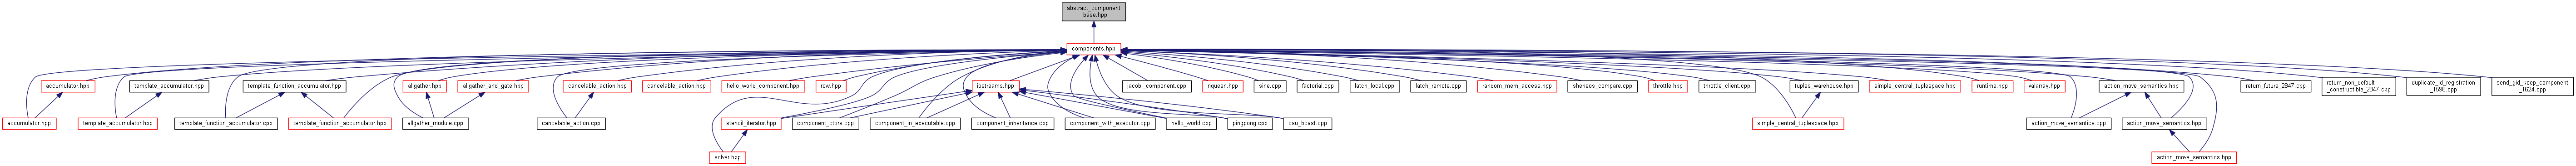 abstract_component
_base.hpp
components.hpp
accumulator.hpp
template_accumulator.hpp
template_function_accumulator.hpp
allgather.hpp
allgather_and_gate.hpp
cancelable_action.hpp
cancelable_action.hpp
hello_world_component.hpp
row.hpp
iostreams.hpp
jacobi_component.cpp
nqueen.hpp
sine.cpp
factorial.cpp
latch_local.cpp
latch_remote.cpp
random_mem_access.hpp
sheness_compare.cpp
throttle.hpp
throttle_client.cpp
tuples_warehouse.hpp
simple_central_tuplespace.hpp
runtime.hpp
valarray.hpp
action_move_semantics.hpp
return_future_2847.cpp
return_non_default
_constructible_2847.cpp
duplicate_id_registration
_1596.cpp
send_gid_keep_component
_1624.cpp
accumulator.hpp
template_accumulator.hpp
template_function_accumulator.cpp
template_function_accumulator.hpp
allgather_module.cpp
cancelable_action.cpp
stencil_iterator.hpp
component_ctors.cpp
component_in_executable.cpp
component_inheritance.cpp
component_with_executor.cpp
hello_world.cpp
pingpong.cpp
osu_bcast.cpp
simple_central_tuplespace.hpp
action_move_semantics.cpp
action_move_semantics.hpp
solver.hpp
action_move_semantics.hpp